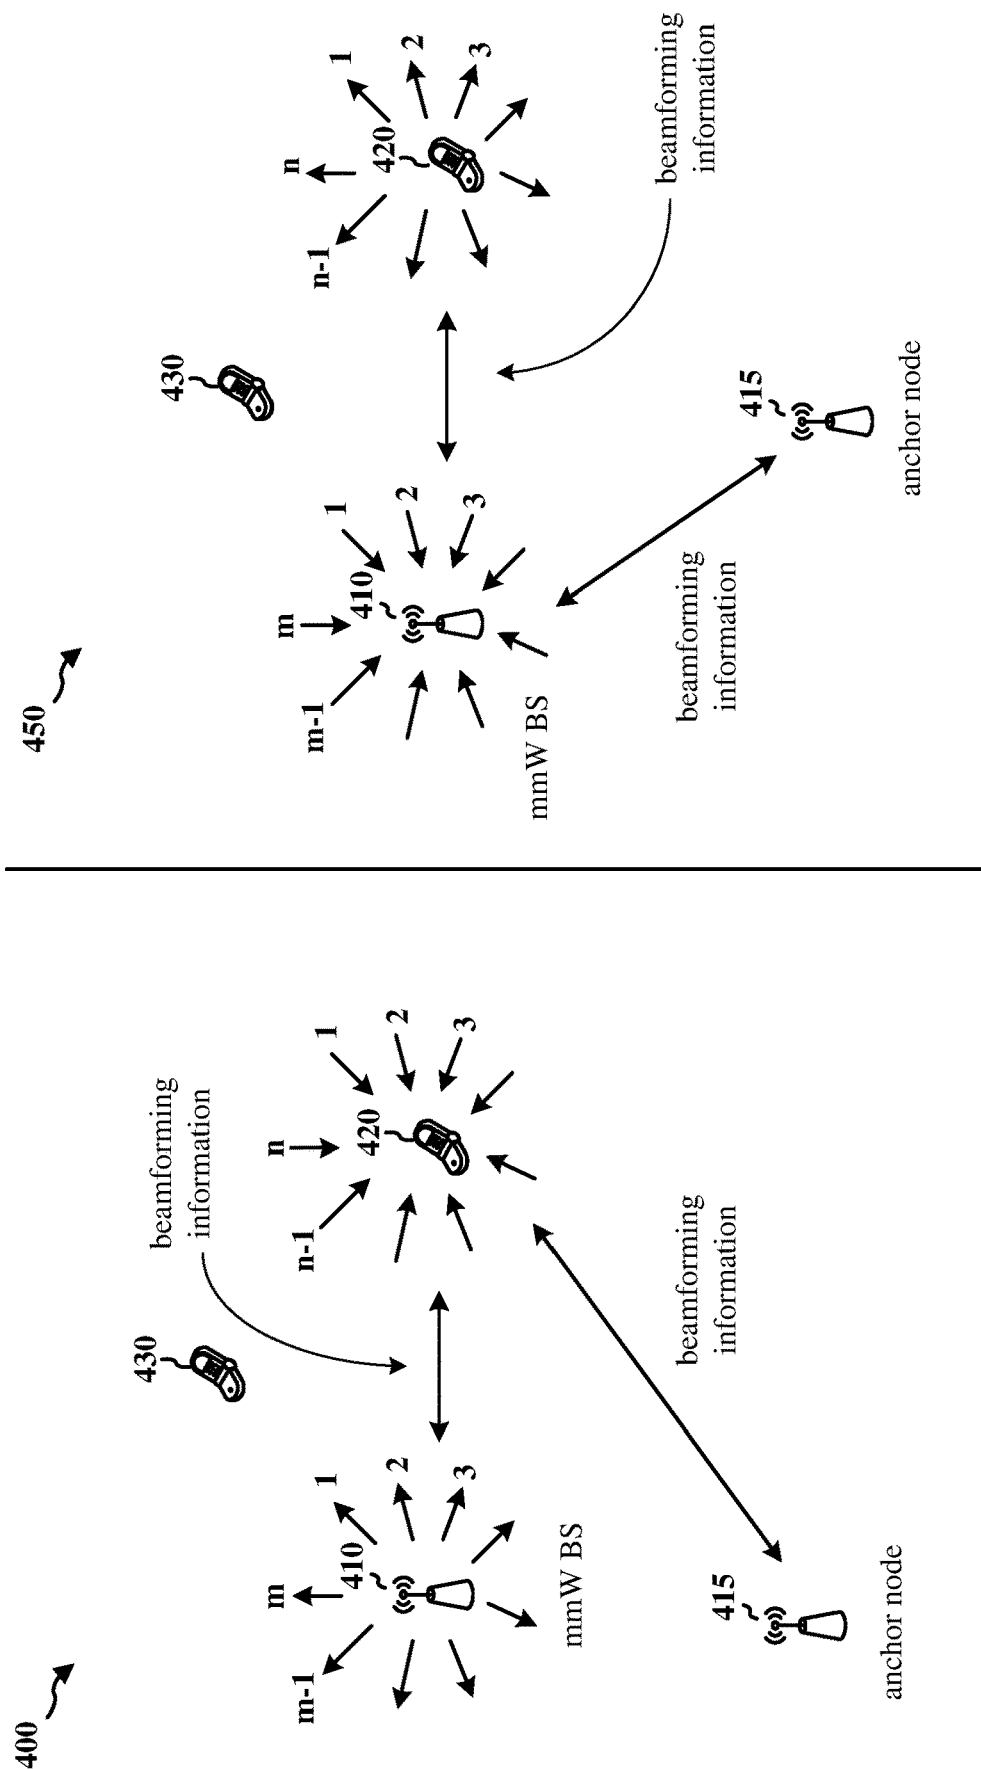 400
430
beamforming
information
m-1
m
1
2
3
410
mmW BS
n-1
n
1
2
3
420
415
anchor node
beamforming
information
450
430
m-1
m
1
2
3
410
mmW BS
n-1
n
1
2
3
420
beamforming
information
415
anchor node
beamforming
information